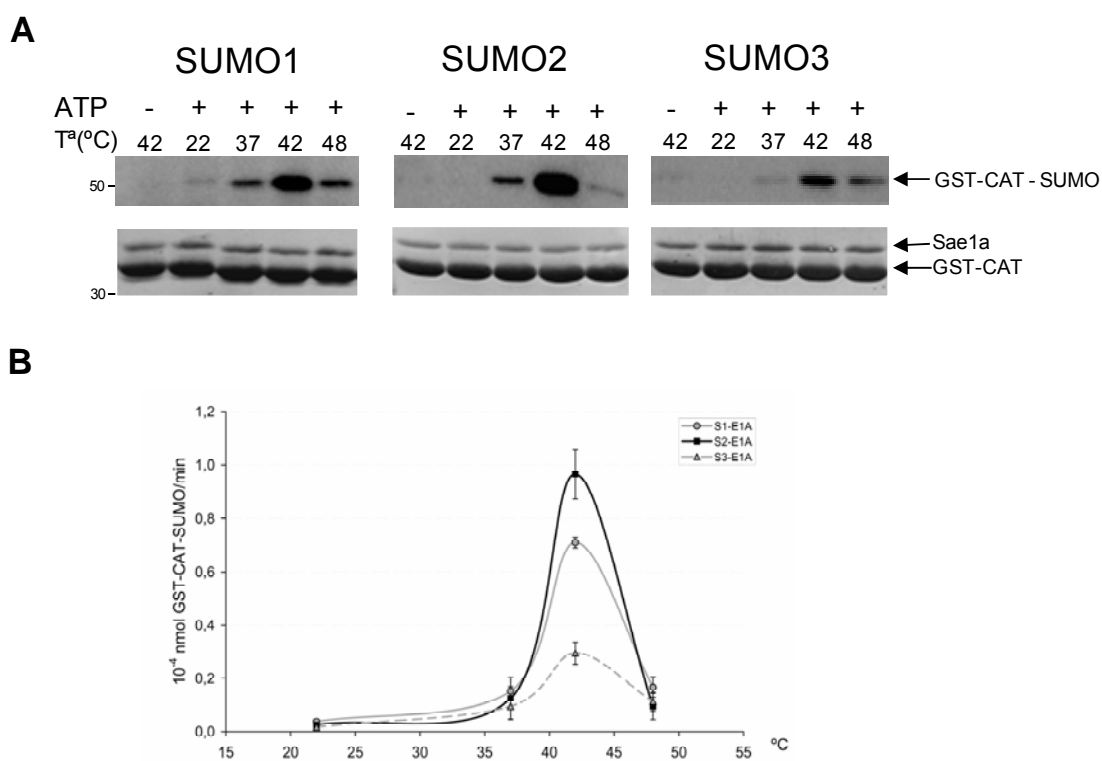 A
SUMO1 SUMO2 SUMO3
ATP - + + + + - + + + + - + + + +
Tª(ºC) 42 22 37 42 48 42 22 37 42 48 42 22 37 42 48
50 GST-CAT-SUMO
Sae1a
GST-CAT
30
B
1,2
1,0
0,8
0,6
0,4
0,2
0,0
10⁻⁴ nmol GST-CAT-SUMO/min
S1-E1A
S2-E1A
S3-E1A
15 20 25 30 35 40 45 50 55 ºC